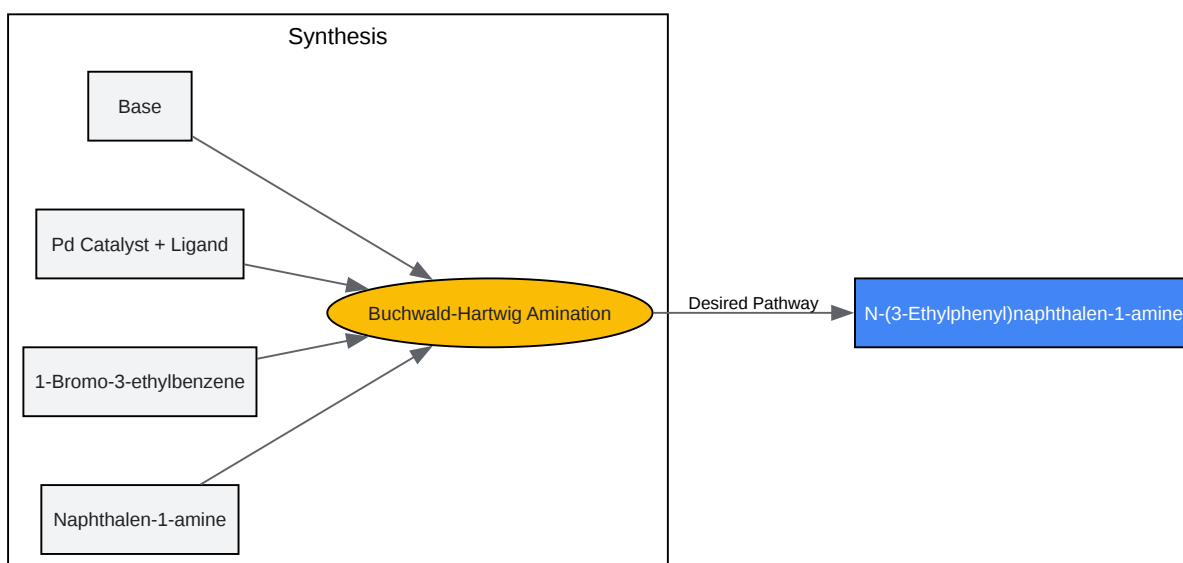 Synthesis
Base
Pd Catalyst + Ligand
1-Bromo-3-ethylbenzene
Naphthalen-1-amine
Buchwald-Hartwig Amination
Desired Pathway
N-(3-Ethylphenyl)naphthalen-1-amine